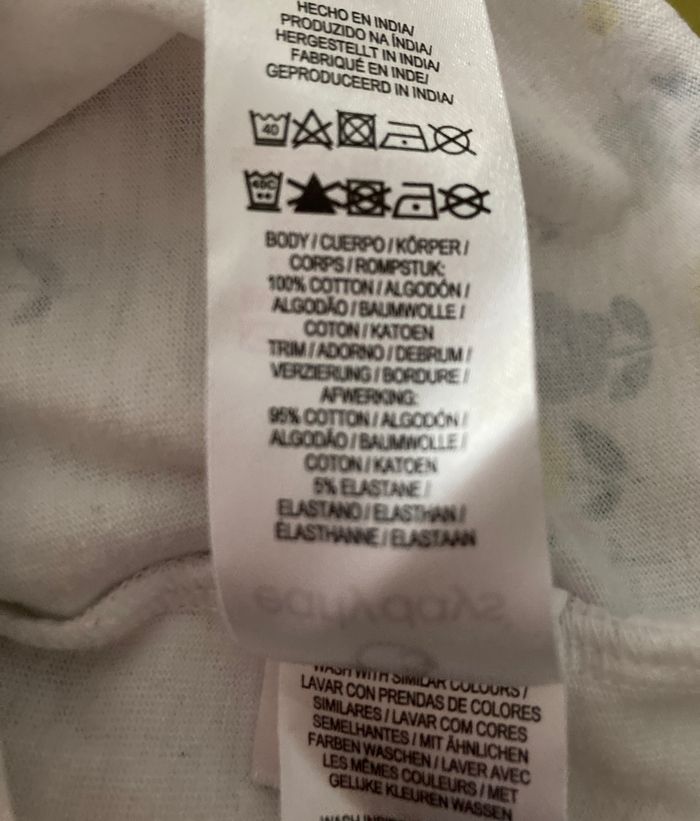 HECHO EN INDIA/
PRODUZIDO NA ÍNDIA/
HERGESTELLT IN INDIA/
FABRIQUÉ EN INDE/
GEPRODUCEERD IN INDIA/
40
40C
BODY / CUERPO / KÖRPER /
CORPS / ROMPSTUK:
100% COTTON / ALGODÓN /
ALGODÃO / BAUMWOLLE /
COTON / KATOEN
TRIM / ADORNO / DEBRUM /
VERZIERUNG / BORDURE /
AFWERKING:
95% COTTON / ALGODÓN /
ALGODÃO / BAUMWOLLE /
COTON / KATOEN
5% ELASTANE /
ELASTANO / ELASTHAN /
ÉLASTHANNE / ELASTAAN
WASH WITH SIMILAR COLOURS /
LAVAR CON PRENDAS DE COLORES
SIMILARES / LAVAR COM CORES
SEMELHANTES / MIT ÄHNLICHEN
FARBEN WASCHEN / LAVER AVEC
LES MÊMES COULEURS / MET
GELIJKE KLEUREN WASSEN